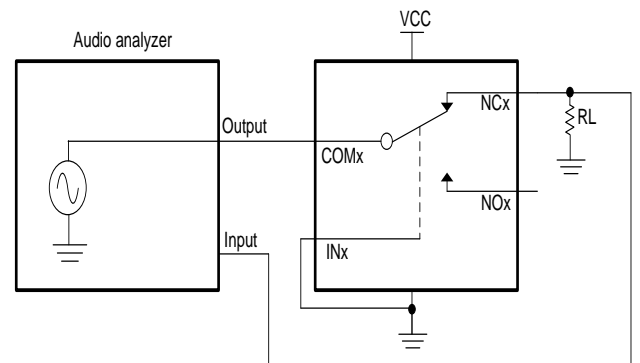 VCC
Audio analyzer
Output
COMx
NCx
RL
NOx
Input
INx